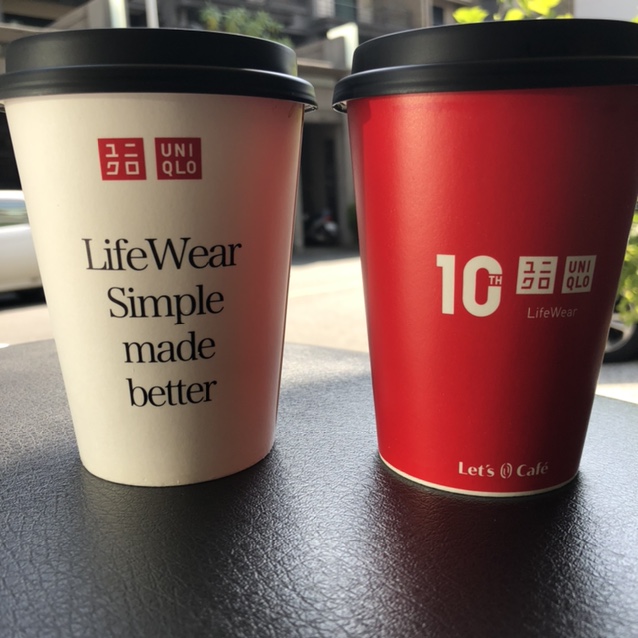 ユニ UNI
クロ QLO
LifeWear
Simple
made
better
10TH ユニ UNI
クロ QLO
LifeWear
Let's Café